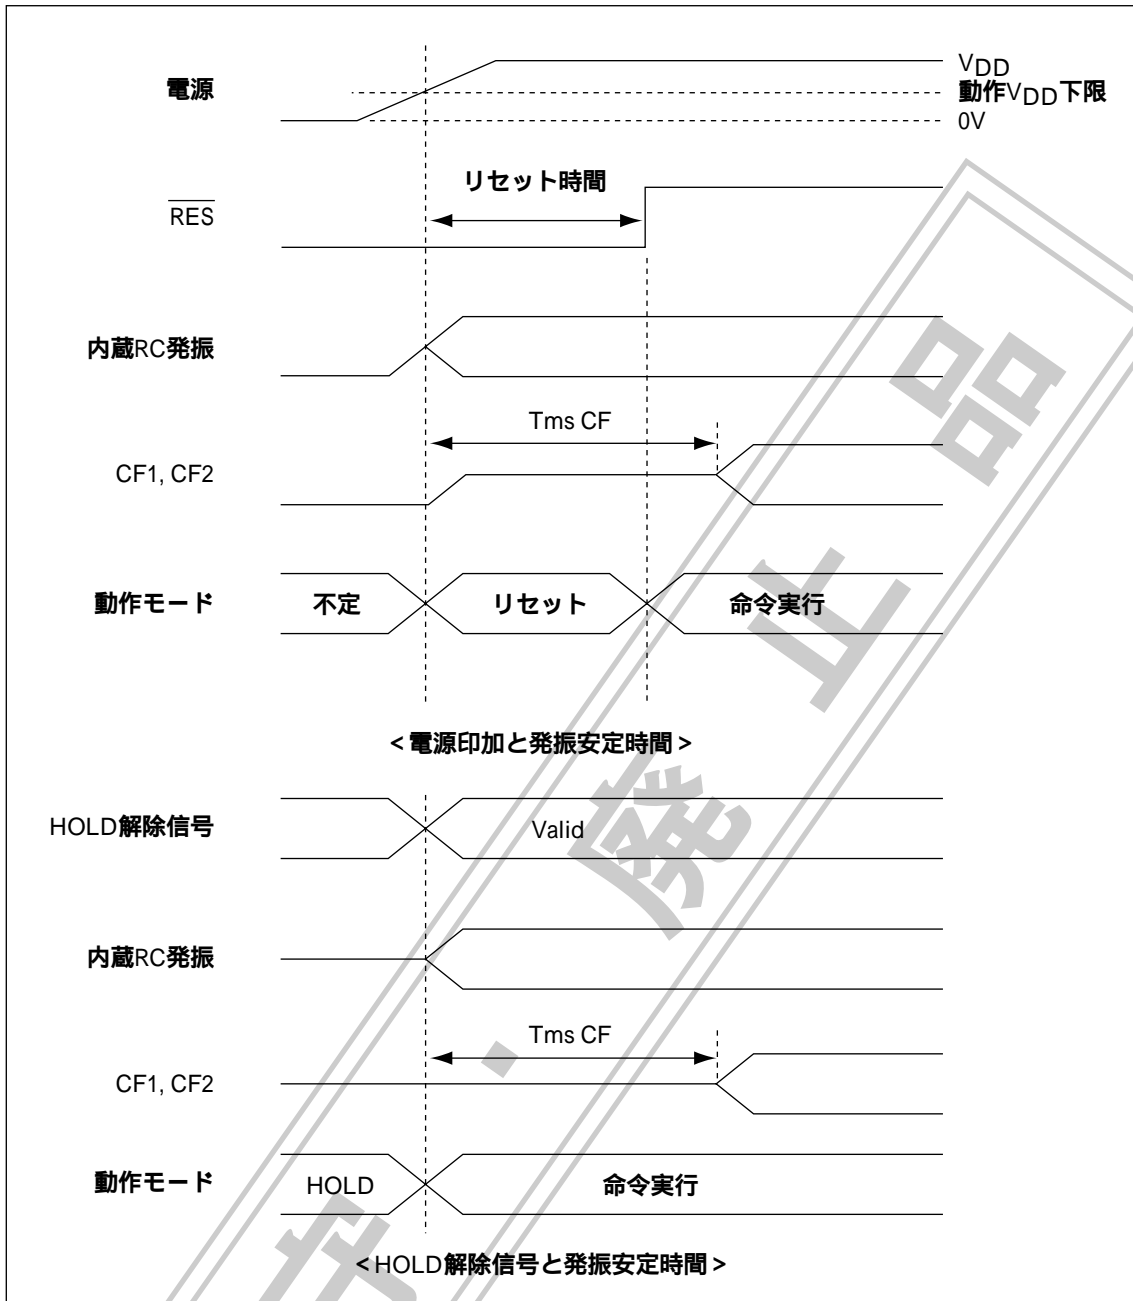 電源
VDD
動作VDD下限
0V
リセット時間
RES
内蔵RC発振
Tms CF
CF1, CF2
動作モード
不定
リセット
命令実行
<電源印加と発振安定時間>
HOLD解除信号
Valid
内蔵RC発振
Tms CF
CF1, CF2
動作モード
HOLD
命令実行
<HOLD解除信号と発振安定時間>
・廃止品